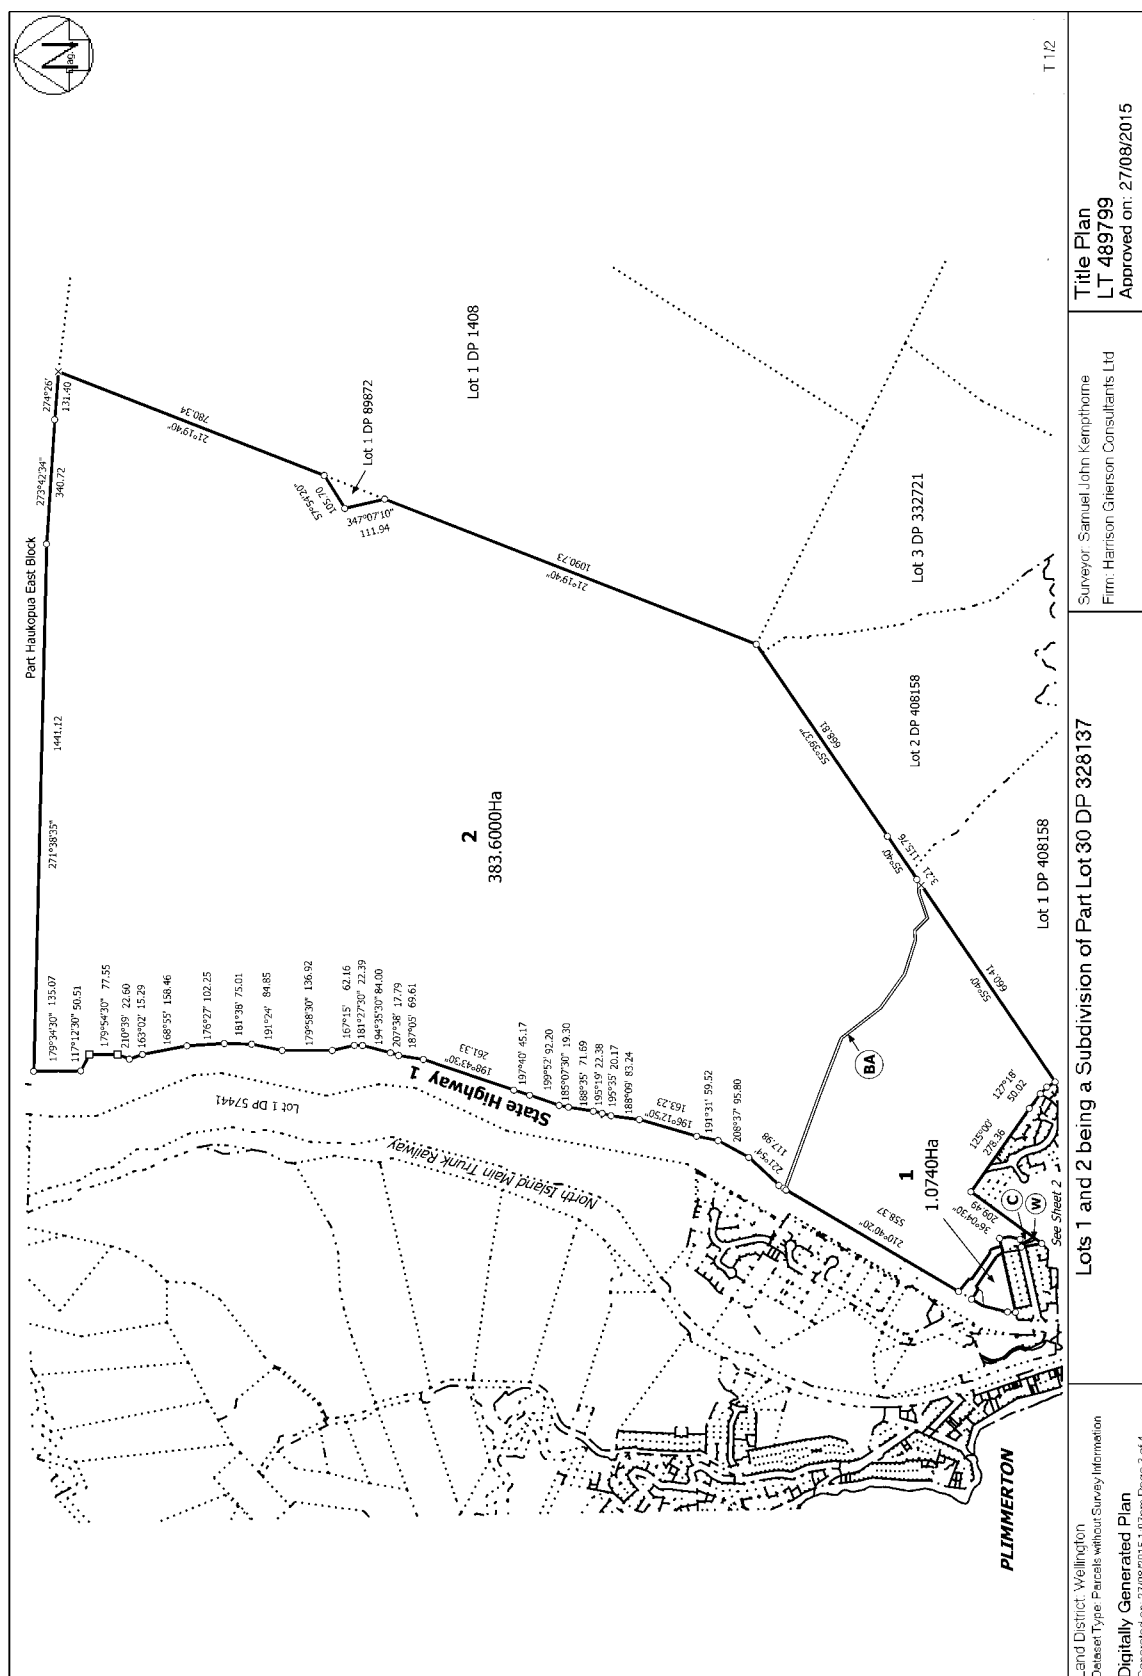 N
Mag.
T 1/2
Part Haukopua East Block
271°38'35"
1441.12
273°42'34"
340.72
274°26'
131.40
780.34
21°19'40"
Lot 1 DP 89872
57°54'20"
105.70
347°07'10"
111.94
Lot 1 DP 1408
1090.73
21°19'40"
Lot 3 DP 332721
2
383.6000Ha
668.81
55°39'37"
Lot 2 DP 408158
55°40'
115.76
3.21
Lot 1 DP 408158
55°40'
660.41
179°34'30" 135.07
117°12'30" 50.51
179°54'30" 77.55
210°39' 22.60
163°02' 15.29
168°55' 158.46
176°27' 102.25
181°38' 75.01
191°24' 84.85
179°58'30" 136.92
167°15' 62.16
181°27'30" 22.39
194°35'30" 84.00
207°38' 17.79
187°05' 69.61
261.33
198°43'30"
197°40' 45.17
199°52' 92.20
185°07'30" 19.30
188°35' 71.69
195°19' 22.38
195°35' 20.17
188°09' 83.24
163.23
196°12'50"
191°31' 59.52
208°37' 95.80
117.98
221°54'
State Highway 1
Lot 1 DP 57441
North Island Main Trunk Railway
BA
558.37
210°40'20"
1
1.0740Ha
127°18'
50.02
125°00'
278.36
36°04'30"
209.49
C
W
See Sheet 2
PLIMMERTON
Land District: Wellington
Dataset Type: Parcels without Survey Information
Digitally Generated Plan
Lots 1 and 2 being a Subdivision of Part Lot 30 DP 328137
Surveyor: Samuel John Kempthorne
Firm: Harrison Grierson Consultants Ltd
Title Plan
LT 489799
Approved on: 27/08/2015